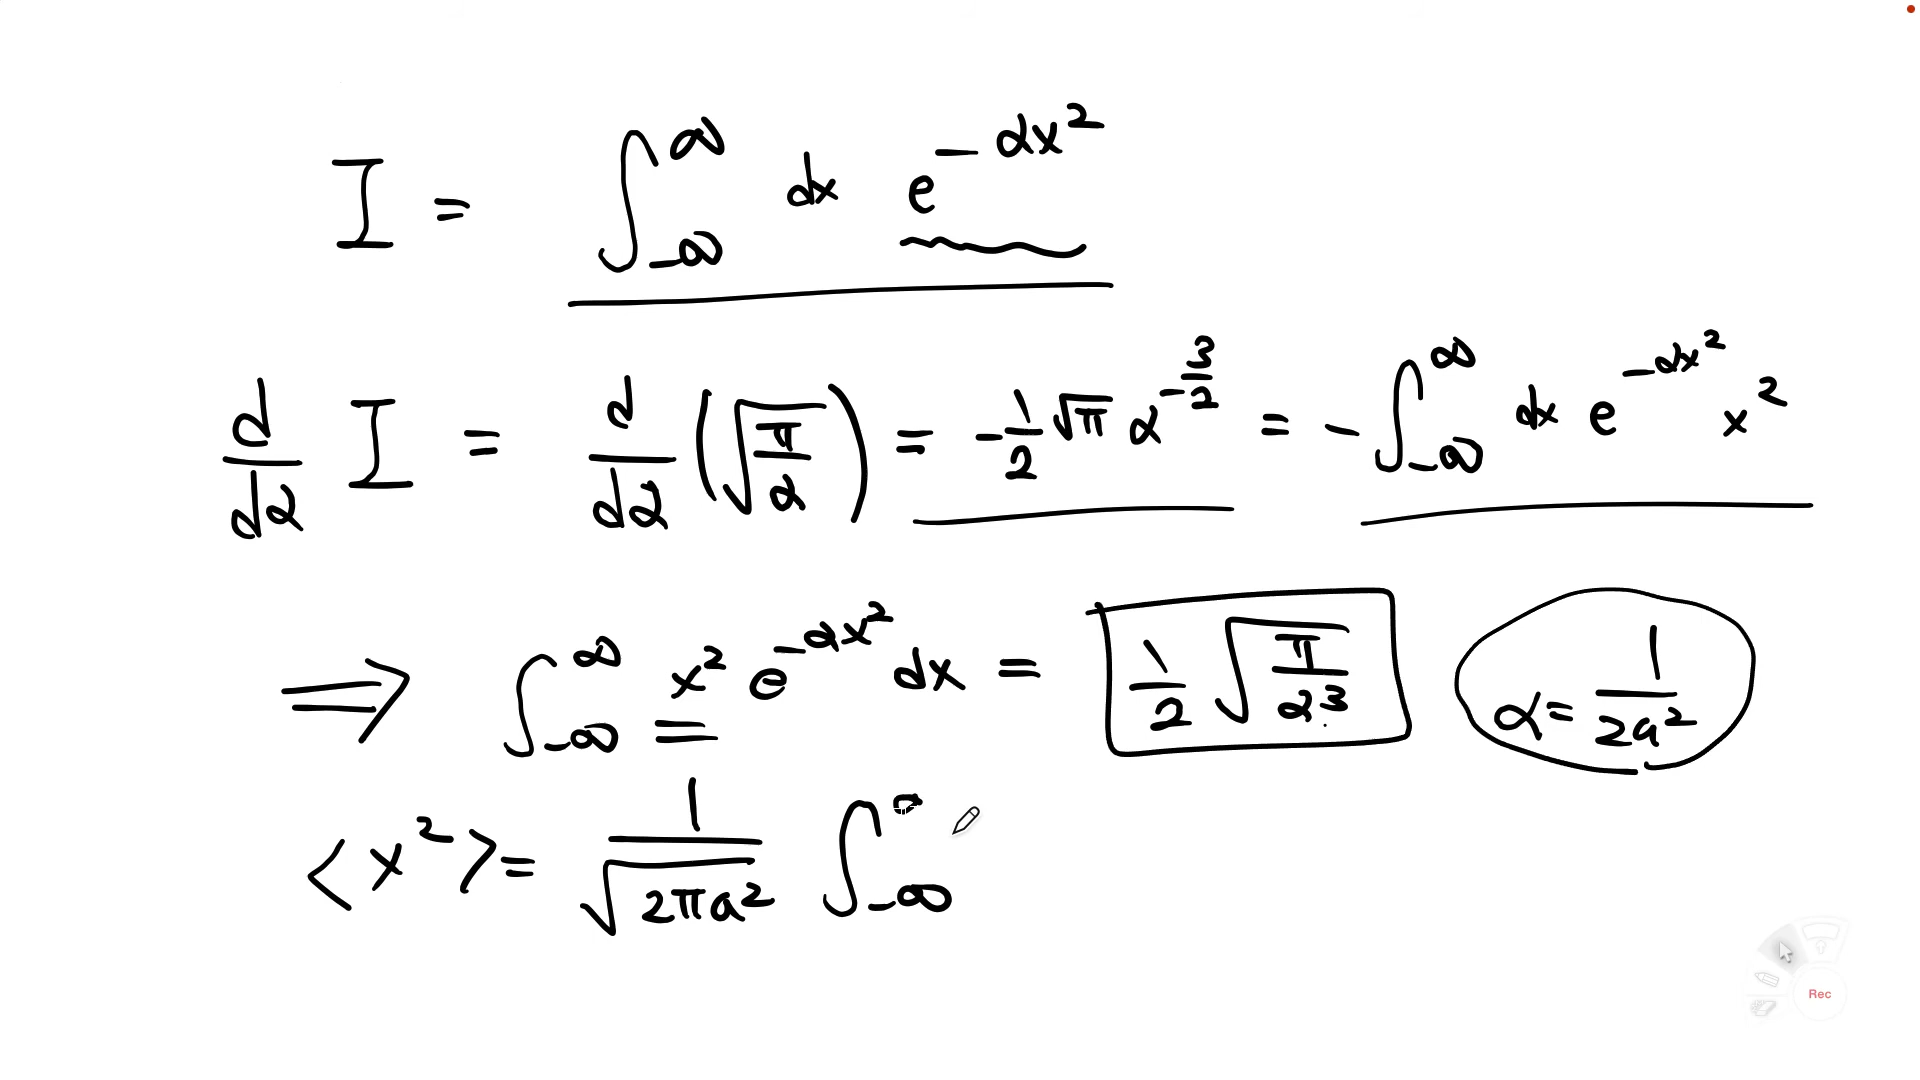 I = ∫_{-∞}^{∞} dx e^{-αx²}
d/dα I = d/dα (√(π/α)) = -1/2 √π α^{-3/2} = -∫_{-∞}^{∞} dx e^{-αx²} x²
⇒ ∫_{-∞}^{∞} x² e^{-αx²} dx = 1/2 √(π/α³) α = 1/(2a²)
<x²> = 1/√(2πa²) ∫_{-∞}^{∞}
Rec